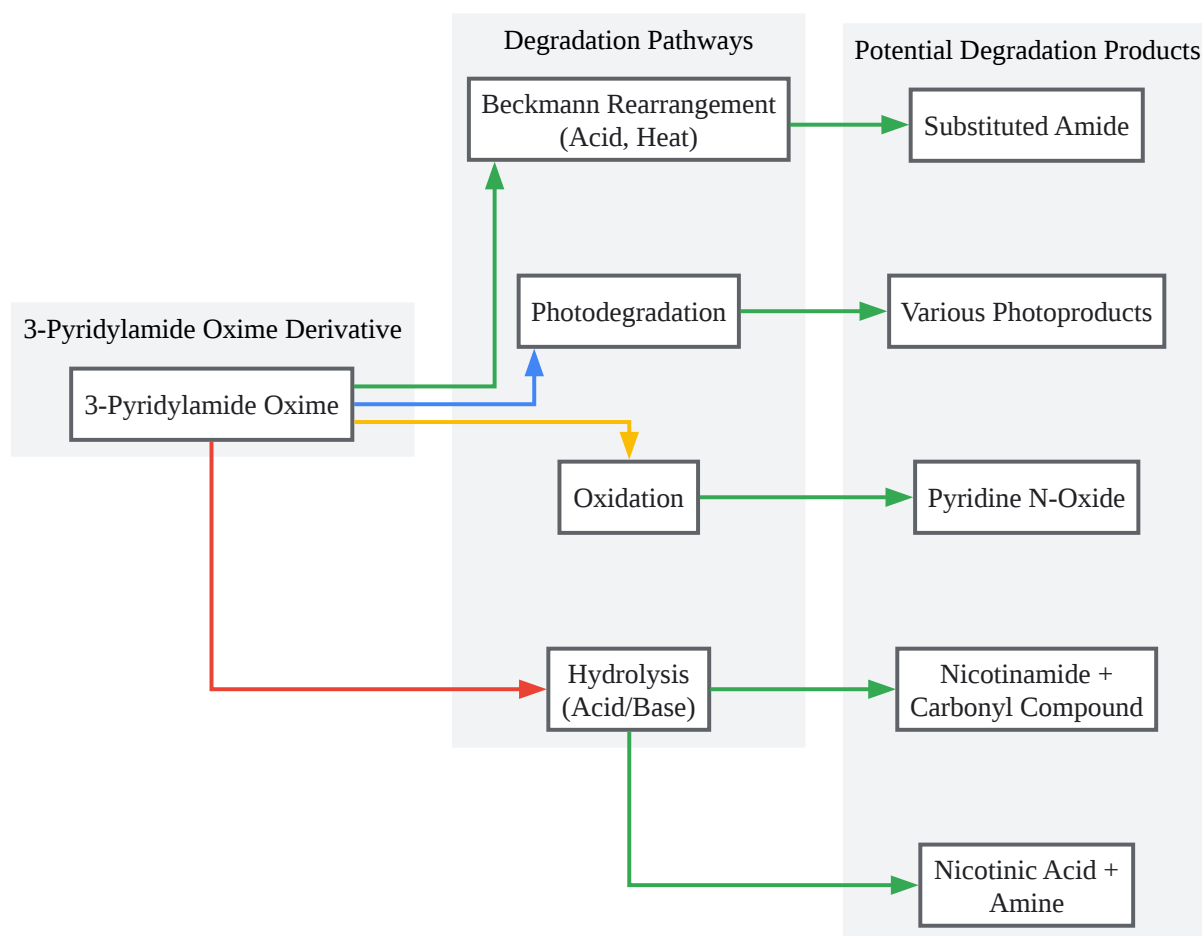 Degradation Pathways
Potential Degradation Products
Beckmann Rearrangement
(Acid, Heat)
Substituted Amide
Photodegradation
Various Photoproducts
3-Pyridylamide Oxime Derivative
3-Pyridylamide Oxime
Oxidation
Pyridine N-Oxide
Hydrolysis
(Acid/Base)
Nicotinamide +
Carbonyl Compound
Nicotinic Acid +
Amine